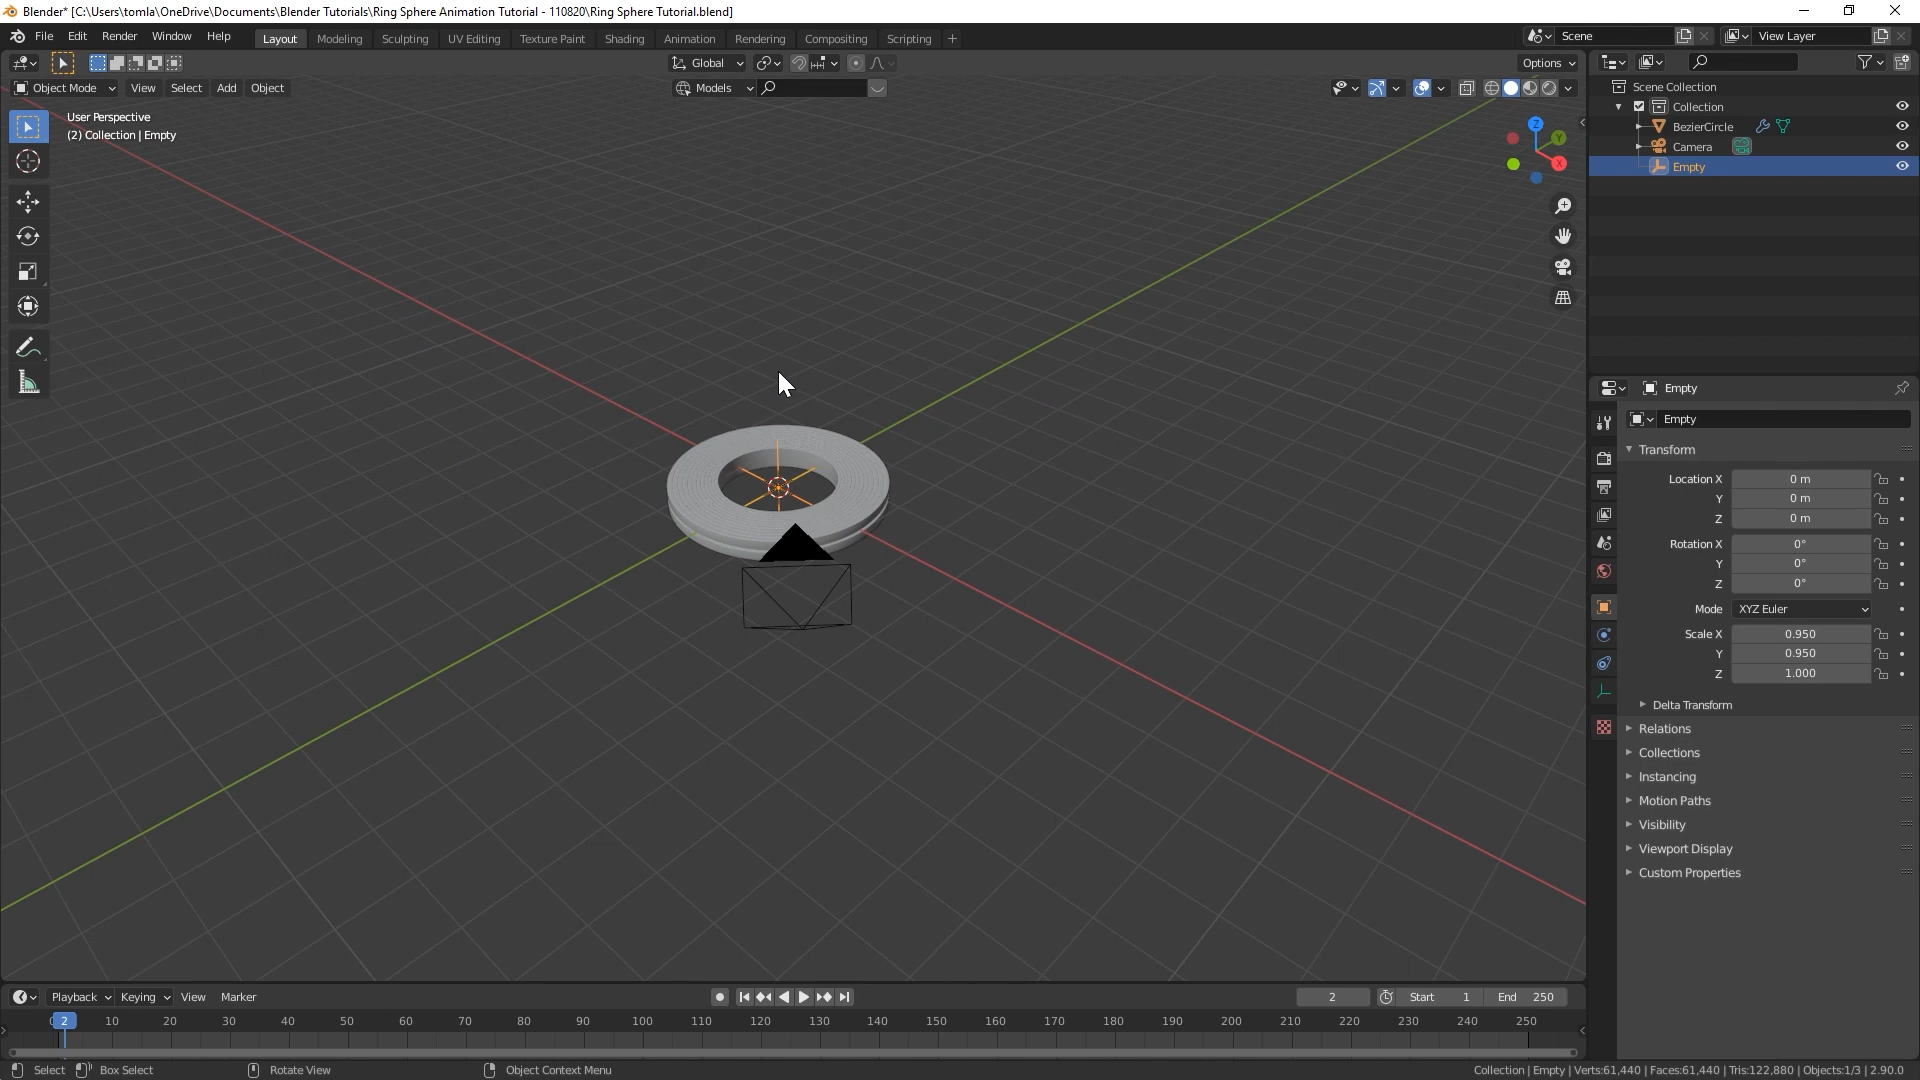 Blender* [C:\Users\tomla\OneDrive\Documents\Blender Tutorials\Ring Sphere Animation Tutorial - 110820\Ring Sphere Tutorial.blend]
File Edit Render Window Help Layout Modeling Sculpting UV Editing Texture Paint Shading Animation Rendering Compositing Scripting + Scene View Layer
Global Options
Object Mode View Select Add Object Models
User Perspective
(2) Collection | Empty
Z
Y
X
Scene Collection
Collection
BezierCircle
Camera
Empty
Empty
Empty
Transform
Location X 0 m
Y 0 m
Z 0 m
Rotation X 0°
Y 0°
Z 0°
Mode XYZ Euler
Scale X 0.950
Y 0.950
Z 1.000
Delta Transform
Relations
Collections
Instancing
Motion Paths
Visibility
Viewport Display
Custom Properties
Playback Keying View Marker 2 Start 1 End 250
0 2 10 20 30 40 50 60 70 80 90 100 110 120 130 140 150 160 170 180 190 200 210 220 230 240 250
Select Box Select Rotate View Object Context Menu Collection | Empty | Verts:61,440 | Faces:61,440 | Tris:122,880 | Objects:1/3 | 2.90.0